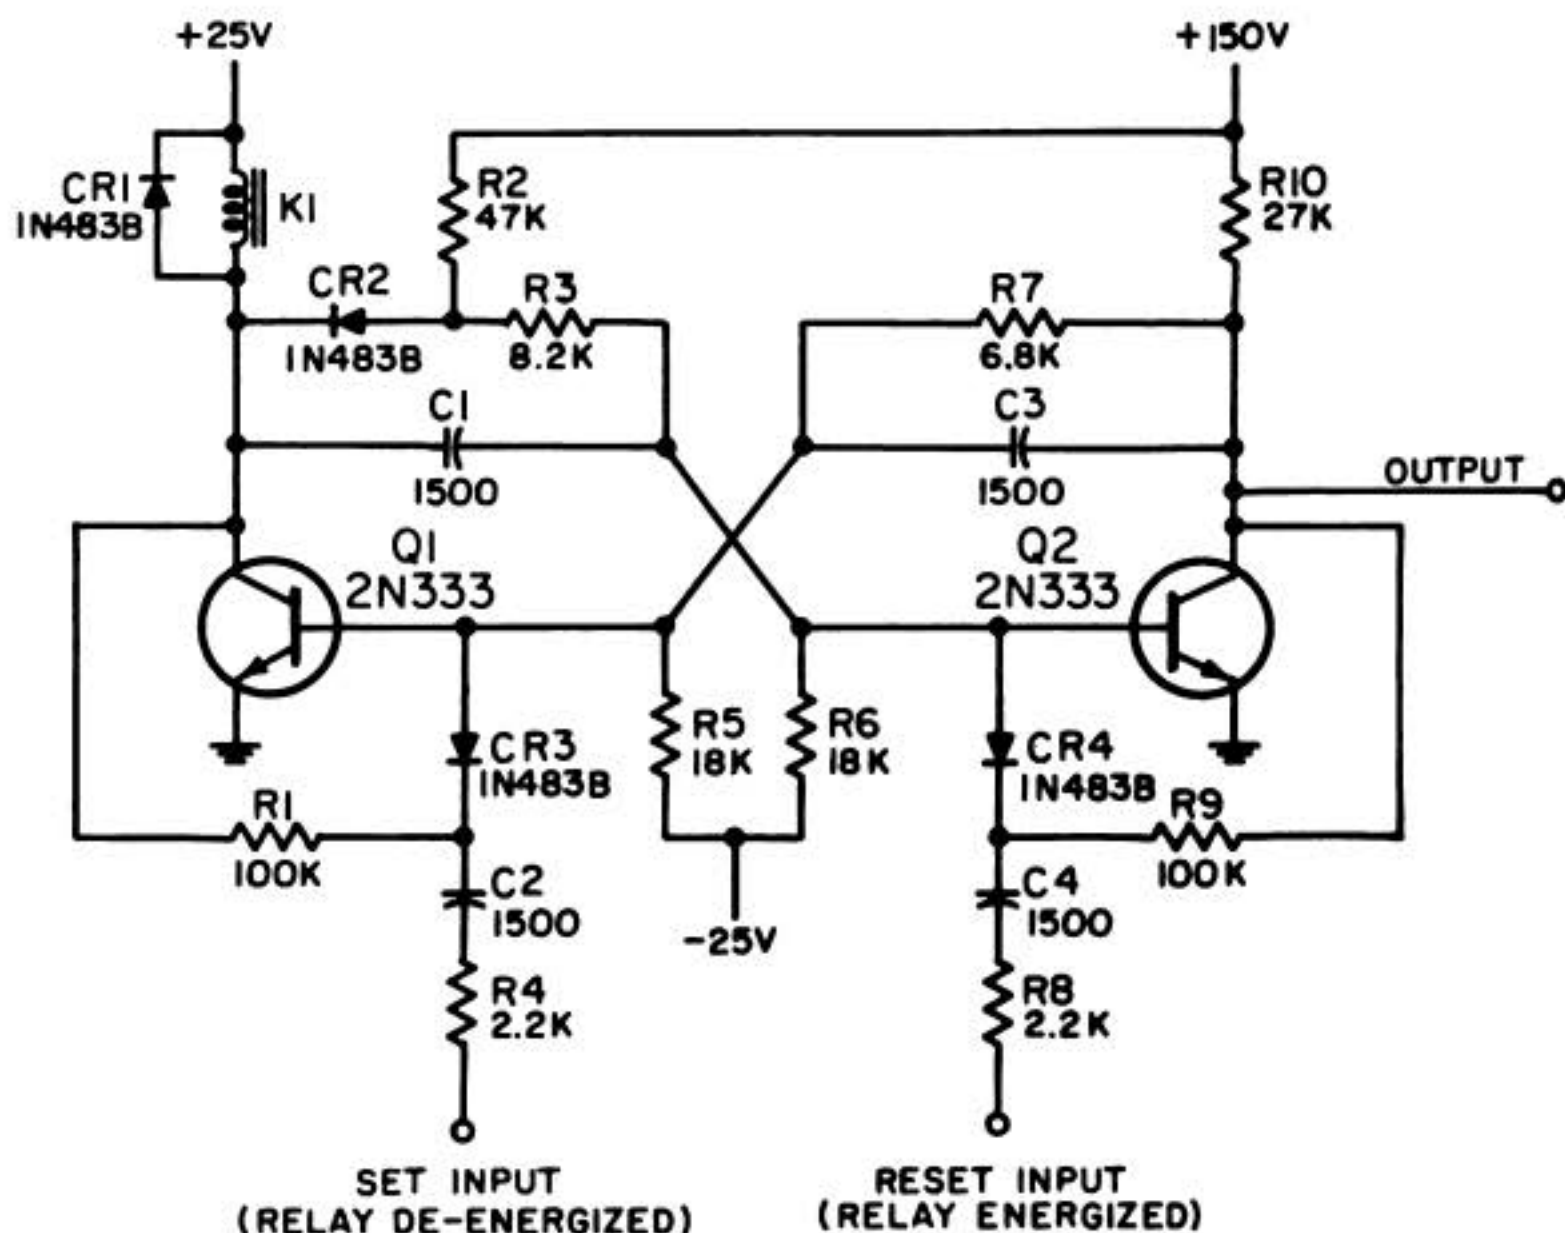 +25V
+150V
CR1
1N483B
K1
R2
47K
R10
27K
CR2
1N483B
R3
8.2K
R7
6.8K
C1
1500
C3
1500
OUTPUT
Q1
2N333
Q2
2N333
CR3
1N483B
R5
18K
R6
18K
CR4
1N483B
R1
100K
R9
100K
C2
1500
-25V
C4
1500
R4
2.2K
R8
2.2K
SET INPUT
(RELAY DE-ENERGIZED)
RESET INPUT
(RELAY ENERGIZED)